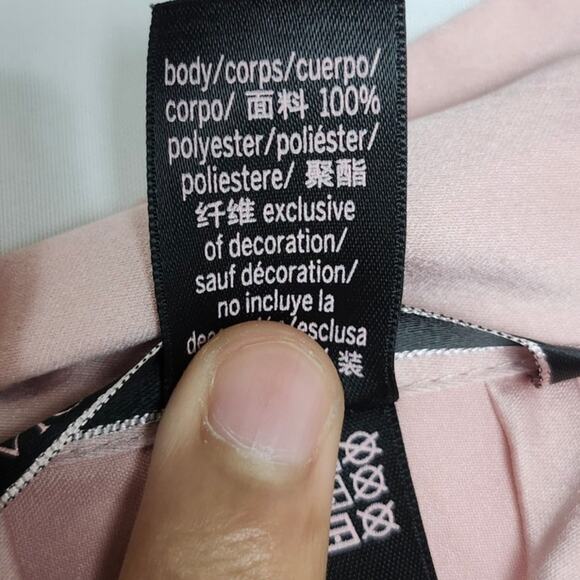 body/corps/cuerpo/
corpo/ 面料 100%
polyester/poliéster/
poliestere/ 聚酯
纤维 exclusive
of decoration/
sauf décoration/
no incluye la
esclusa
装